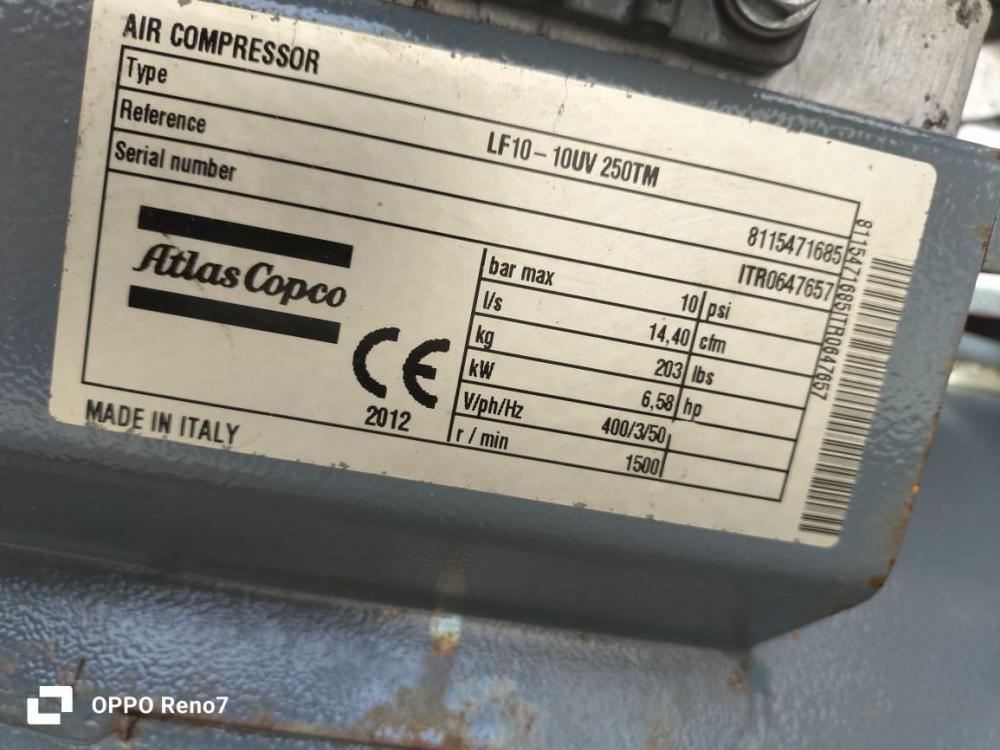 AIR COMPRESSOR
Type LF10 – 10UV 250TM
Reference 8115471685
Serial number ITR0647657
Atlas Copco
CE
2012
bar max 10 psi
l/s 14,40 cfm
kg 203 lbs
kW 6,58 hp
V/ph/Hz 400/3/50
r / min 1500
MADE IN ITALY
8115471685ITR0647657
OPPO Reno7